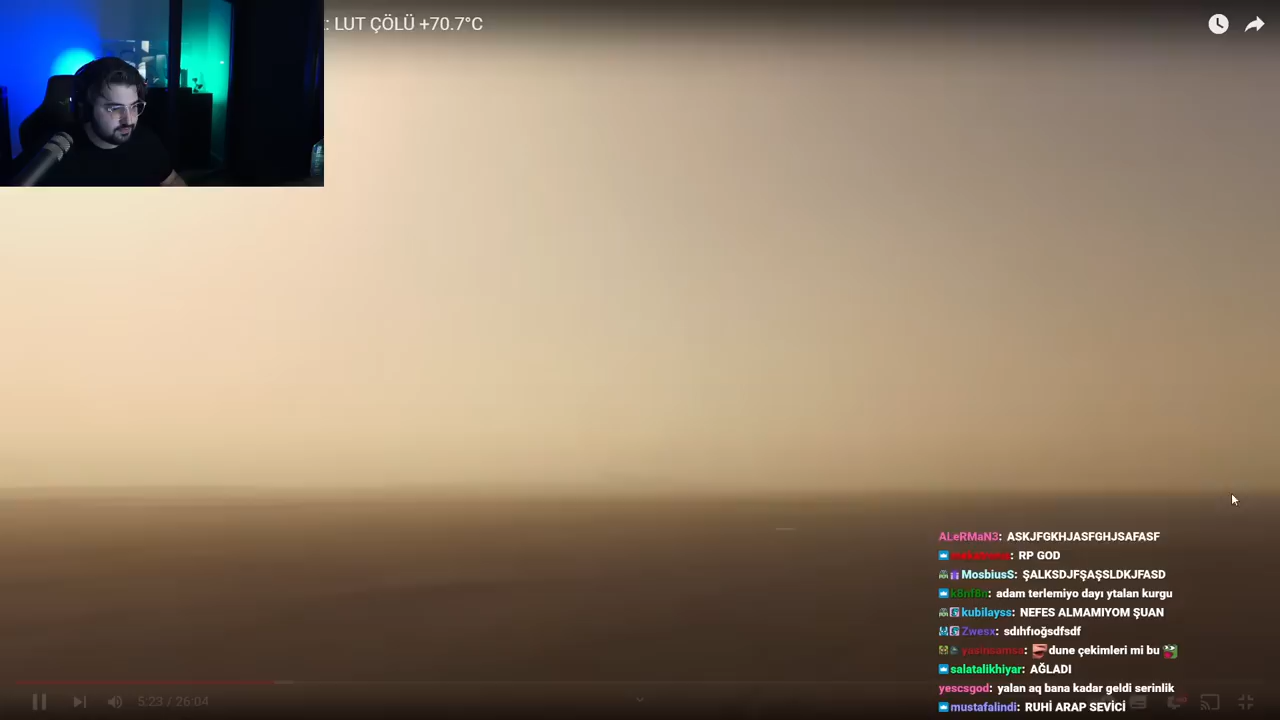 : LUT ÇÖLÜ +70.7°C
ALeRMaN3: ASKJFGKHJASFGHJSAFASF
: RP GOD
MosbiusS: ŞALKSDJFŞAŞSLDKJFASD
k8nf8n: adam terlemiyo dayı ytalan kurgu
kubilayss: NEFES ALMAMIYOM ŞUAN
Zwesx: sdıhfıoğsdfsdf
yasinsamsa: dune çekimleri mi bu
salatalikhiyar: AĞLADI
yescsgod: yalan aq bana kadar geldi serinlik
mustafalindi: RUHİ ARAP SEVİCİ
5:23 / 26:04